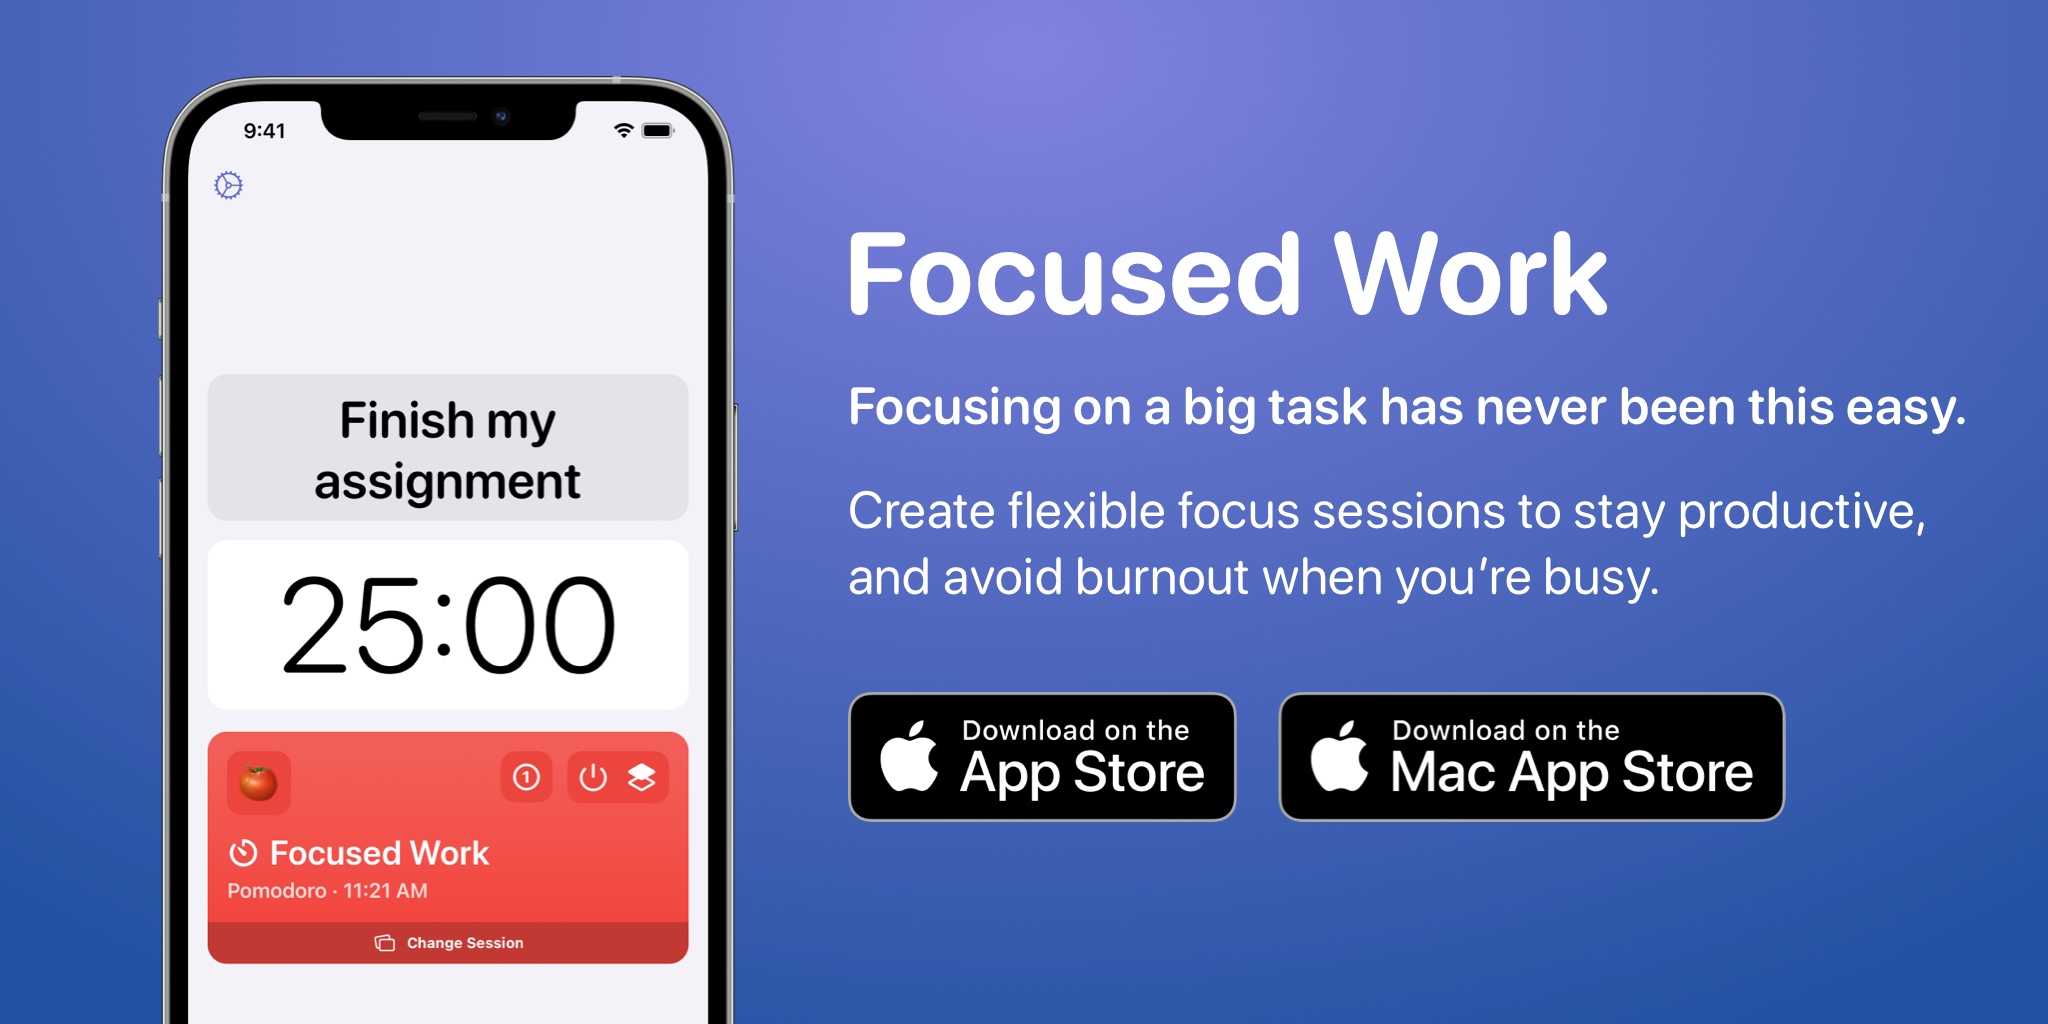 9:41
Finish my
assignment
25:00
1
Focused Work
Pomodoro · 11:21 AM
Change Session
Focused Work
Focusing on a big task has never been this easy.
Create flexible focus sessions to stay productive,
and avoid burnout when you’re busy.
Download on the
App Store
Download on the
Mac App Store